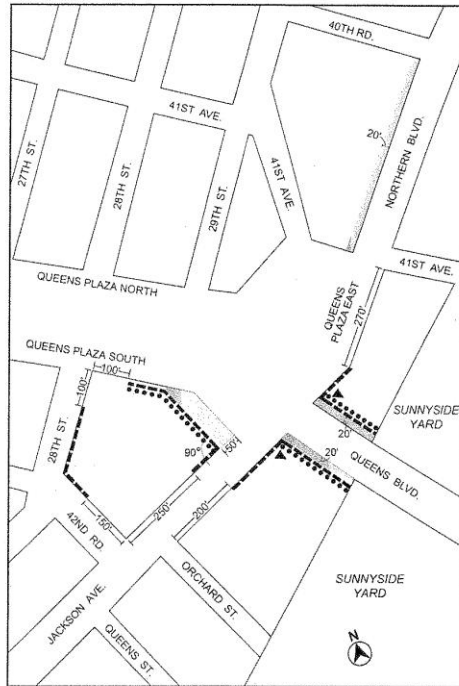 40TH RD.
41ST AVE.
20'
NORTHERN BLVD.
27TH ST.
28TH ST.
29TH ST.
41ST AVE.
41ST AVE.
QUEENS PLAZA NORTH
QUEENS
PLAZA EAST
270'
QUEENS PLAZA SOUTH
100'
100'
28TH ST.
SUNNYSIDE
YARD
20'
QUEENS BLVD.
50'
90°
20'
150'
250'
200'
42ND RD.
JACKSON AVE.
ORCHARD ST.
QUEENS ST.
SUNNYSIDE
YARD
N